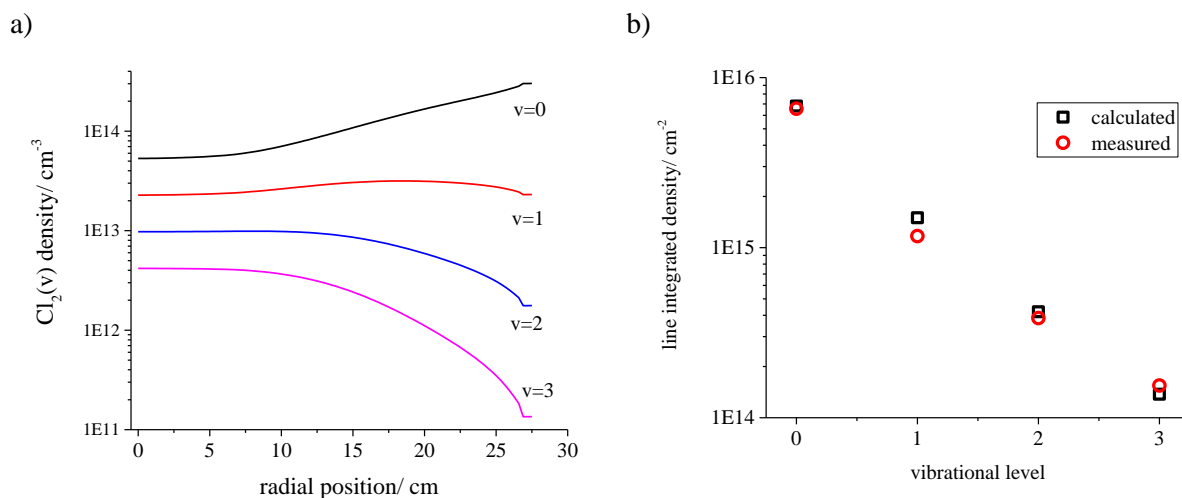 a)
Cl2(v) density/ cm-3
1E14
1E13
1E12
1E11
v=0
v=1
v=2
v=3
0 5 10 15 20 25 30
radial position/ cm
b)
line integrated density/ cm-2
1E16
1E15
1E14
calculated
measured
0 1 2 3
vibrational level